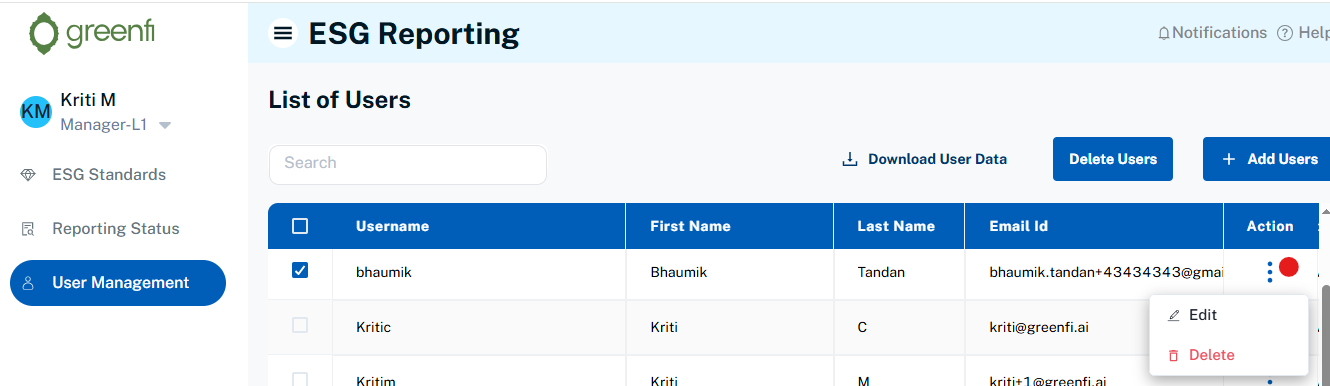 greenfi
ESG Reporting
Notifications
Help
KM
Kriti M
Manager-L1
ESG Standards
Reporting Status
User Management
List of Users
Search
Download User Data
Delete Users
+ Add Users
Username First Name Last Name Email Id Action
bhaumik Bhaumik Tandan bhaumik.tandan+43434343@gmai
Kritic Kriti C kriti@greenfi.ai
Kritim Kriti M kriti+1@greenfi.ai
Edit
Delete